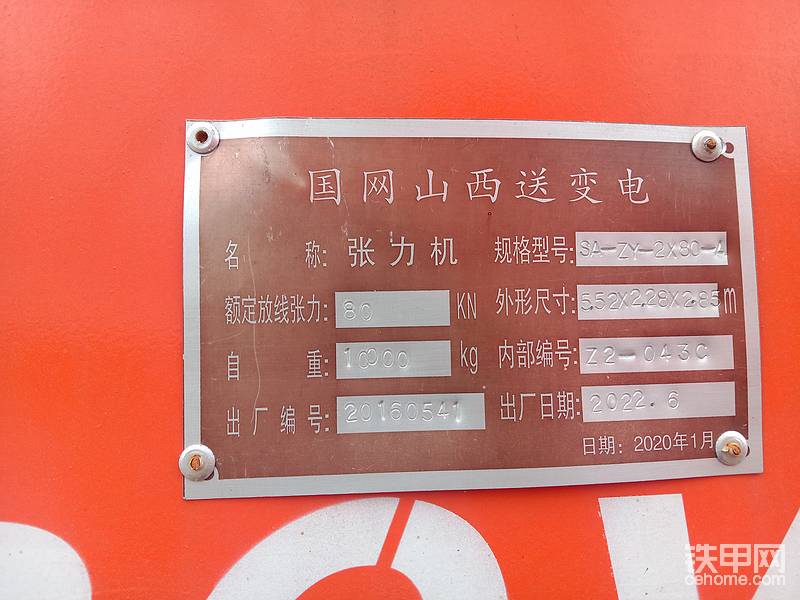 国网山西送变电
名 称: 张力机 规格型号: SA-ZY-2X80-A
额定放线张力: 80 KN 外形尺寸: 5.52X2.28X2.85m
自 重: 10000 kg 内部编号: Z2-043C
出厂编号: 20160541 出厂日期: 2022.6
日期: 2020年1月
铁甲网
cehome.com